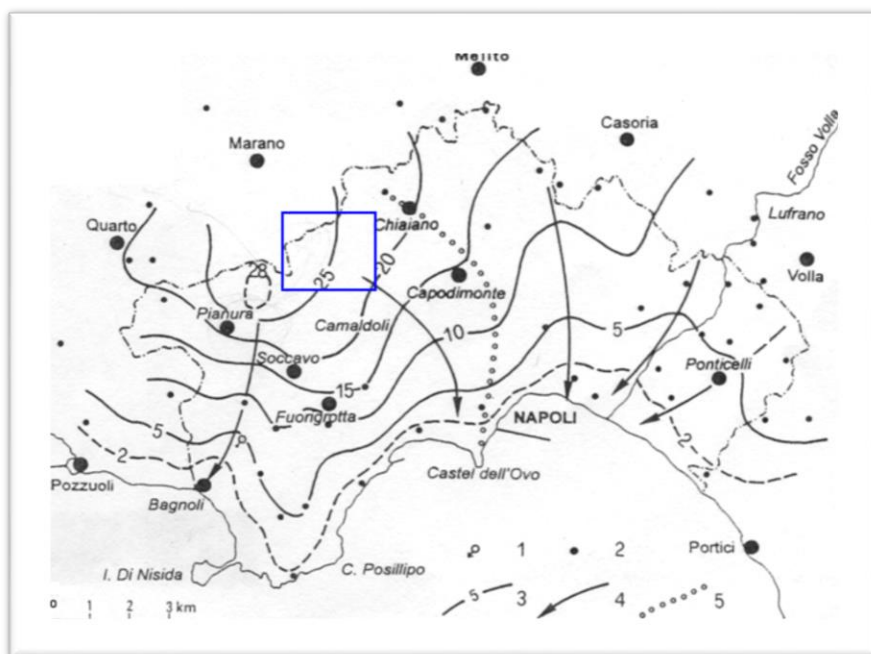 Melito
Casoria
Marano
Fosso Volla
Quarto
Chiaiano
Lufrano
Volla
28
25
20
Capodimonte
Pianura
Camaldoli
10
5
Soccavo
Ponticelli
15
Fuorigrotta
NAPOLI
5
2
2
Castel dell'Ovo
Pozzuoli
Bagnoli
1
2
Portici
I. Di Nisida
C. Posillipo
5
3
4
5
0 1 2 3 km